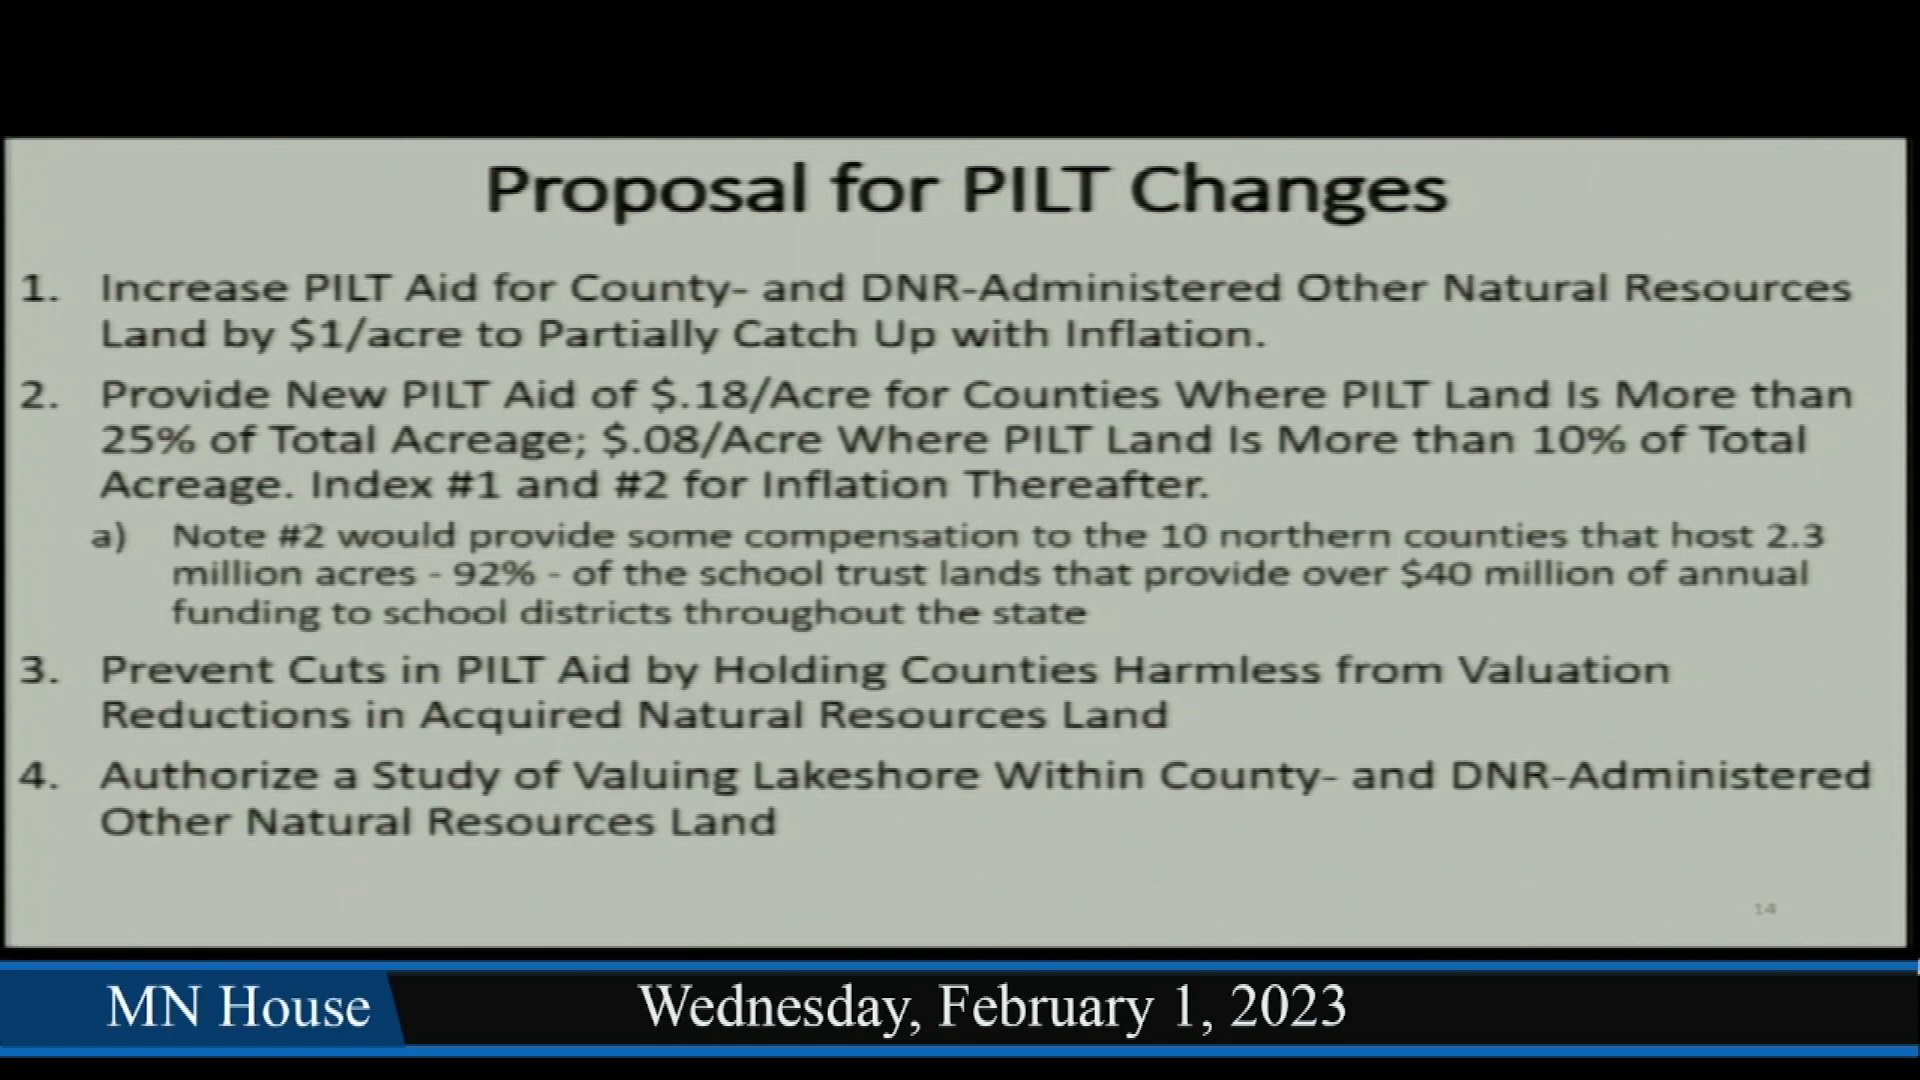 Proposal for PILT Changes
1. Increase PILT Aid for County- and DNR-Administered Other Natural Resources
Land by $1/acre to Partially Catch Up with Inflation.
2. Provide New PILT Aid of $.18/Acre for Counties Where PILT Land Is More than
25% of Total Acreage; $.08/Acre Where PILT Land Is More than 10% of Total
Acreage. Index #1 and #2 for Inflation Thereafter.
a) Note #2 would provide some compensation to the 10 northern counties that host 2.3
million acres - 92% - of the school trust lands that provide over $40 million of annual
funding to school districts throughout the state
3. Prevent Cuts in PILT Aid by Holding Counties Harmless from Valuation
Reductions in Acquired Natural Resources Land
4. Authorize a Study of Valuing Lakeshore Within County- and DNR-Administered
Other Natural Resources Land
14
MN House
Wednesday, February 1, 2023